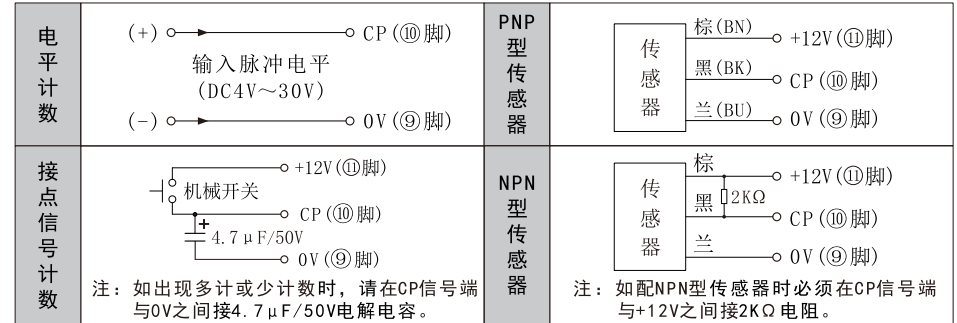 电平计数
(+) CP(⑩脚)
输入脉冲电平
(DC4V～30V)
(-) 0V(⑨脚)
PNP型传感器
传感器
棕(BN) +12V(⑪脚)
黑(BK) CP(⑩脚)
兰(BU) 0V(⑨脚)
接点信号计数
+12V(⑪脚)
机械开关
CP(⑩脚)
+
4.7μF/50V
0V(⑨脚)
注：如出现多计或少计数时，请在CP信号端
与0V之间接4.7μF/50V电解电容。
NPN型传感器
传感器
棕 +12V(⑪脚)
2KΩ
黑 CP(⑩脚)
兰 0V(⑨脚)
注：如配NPN型传感器时必须在CP信号端
与+12V之间接2KΩ电阻。